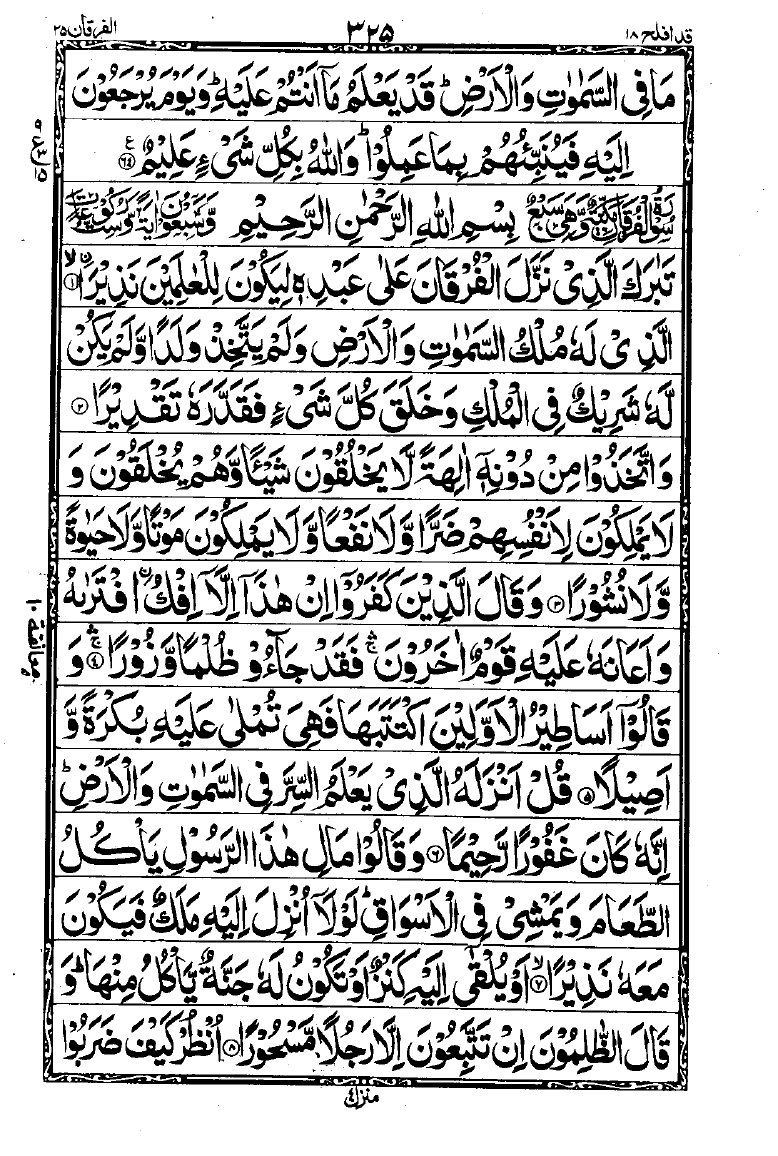 قد افلح ١٨ ٣٢٥ الفرقان ٢٥
مَا فِى السَّمٰوٰتِ وَالْاَرْضِ ؕ قَدْ يَعْلَمُ مَاۤ اَنْتُمْ عَلَيْهِ ؕ وَيَوْمَ يُرْجَعُوْنَ
اِلَيْهِ فَيُنَبِّئُهُمْ بِمَا عَمِلُوْا ؕ وَاللّٰهُ بِكُلِّ شَىْءٍ عَلِيْمٌ ﴿٦٤﴾ ع
سُوْرَةُ الْفُرْقَانِ مَكِّيَّةٌ وَّهِىَ سَبْعٌ بِسْمِ اللّٰهِ الرَّحْمٰنِ الرَّحِيْمِ وَّسَبْعُوْنَ اٰيَةً وَّسِتُّ رُكُوْعَاتٍ
تَبٰرَكَ الَّذِىْ نَزَّلَ الْفُرْقَانَ عَلٰى عَبْدِهٖ لِيَكُوْنَ لِلْعٰلَمِيْنَ نَذِيْرًا ۙ﴿١﴾
الَّذِىْ لَهٗ مُلْكُ السَّمٰوٰتِ وَالْاَرْضِ وَلَمْ يَتَّخِذْ وَلَدًا وَّلَمْ يَكُنْ
لَّهٗ شَرِيْكٌ فِى الْمُلْكِ وَخَلَقَ كُلَّ شَىْءٍ فَقَدَّرَهٗ تَقْدِيْرًا ﴿٢﴾
وَاتَّخَذُوْا مِنْ دُوْنِهٖۤ اٰلِهَةً لَّا يَخْلُقُوْنَ شَيْئًا وَّهُمْ يُخْلَقُوْنَ وَ
لَا يَمْلِكُوْنَ لِاَنْفُسِهِمْ ضَرًّا وَّلَا نَفْعًا وَّلَا يَمْلِكُوْنَ مَوْتًا وَّلَا حَيٰوةً
وَّلَا نُشُوْرًا ﴿٣﴾ وَقَالَ الَّذِيْنَ كَفَرُوْۤا اِنْ هٰذَاۤ اِلَّاۤ اِفْكُ اۨفْتَرٰىهُ
وَاَعَانَهٗ عَلَيْهِ قَوْمٌ اٰخَرُوْنَ ۛۚ فَقَدْ جَآءُوْ ظُلْمًا وَّزُوْرًا ۛۚ﴿٤﴾ وَ
قَالُوْۤا اَسَاطِيْرُ الْاَوَّلِيْنَ اكْتَتَبَهَا فَهِىَ تُمْلٰى عَلَيْهِ بُكْرَةً وَّ
اَصِيْلًا ﴿٥﴾ قُلْ اَنْزَلَهُ الَّذِىْ يَعْلَمُ السِّرَّ فِى السَّمٰوٰتِ وَالْاَرْضِ ؕ
اِنَّهٗ كَانَ غَفُوْرًا رَّحِيْمًا ﴿٦﴾ وَقَالُوْا مَالِ هٰذَا الرَّسُوْلِ يَاْكُلُ
الطَّعَامَ وَيَمْشِىْ فِى الْاَسْوَاقِ ؕ لَوْلَاۤ اُنْزِلَ اِلَيْهِ مَلَكٌ فَيَكُوْنَ
مَعَهٗ نَذِيْرًا ۙ﴿٧﴾ اَوْ يُلْقٰۤى اِلَيْهِ كَنْزٌ اَوْ تَكُوْنُ لَهٗ جَنَّةٌ يَّاْكُلُ مِنْهَا ؕ وَ
قَالَ الظّٰلِمُوْنَ اِنْ تَتَّبِعُوْنَ اِلَّا رَجُلًا مَّسْحُوْرًا ﴿٨﴾ اُنْظُرْ كَيْفَ ضَرَبُوْا
معانقة ١٠
منزل ٤